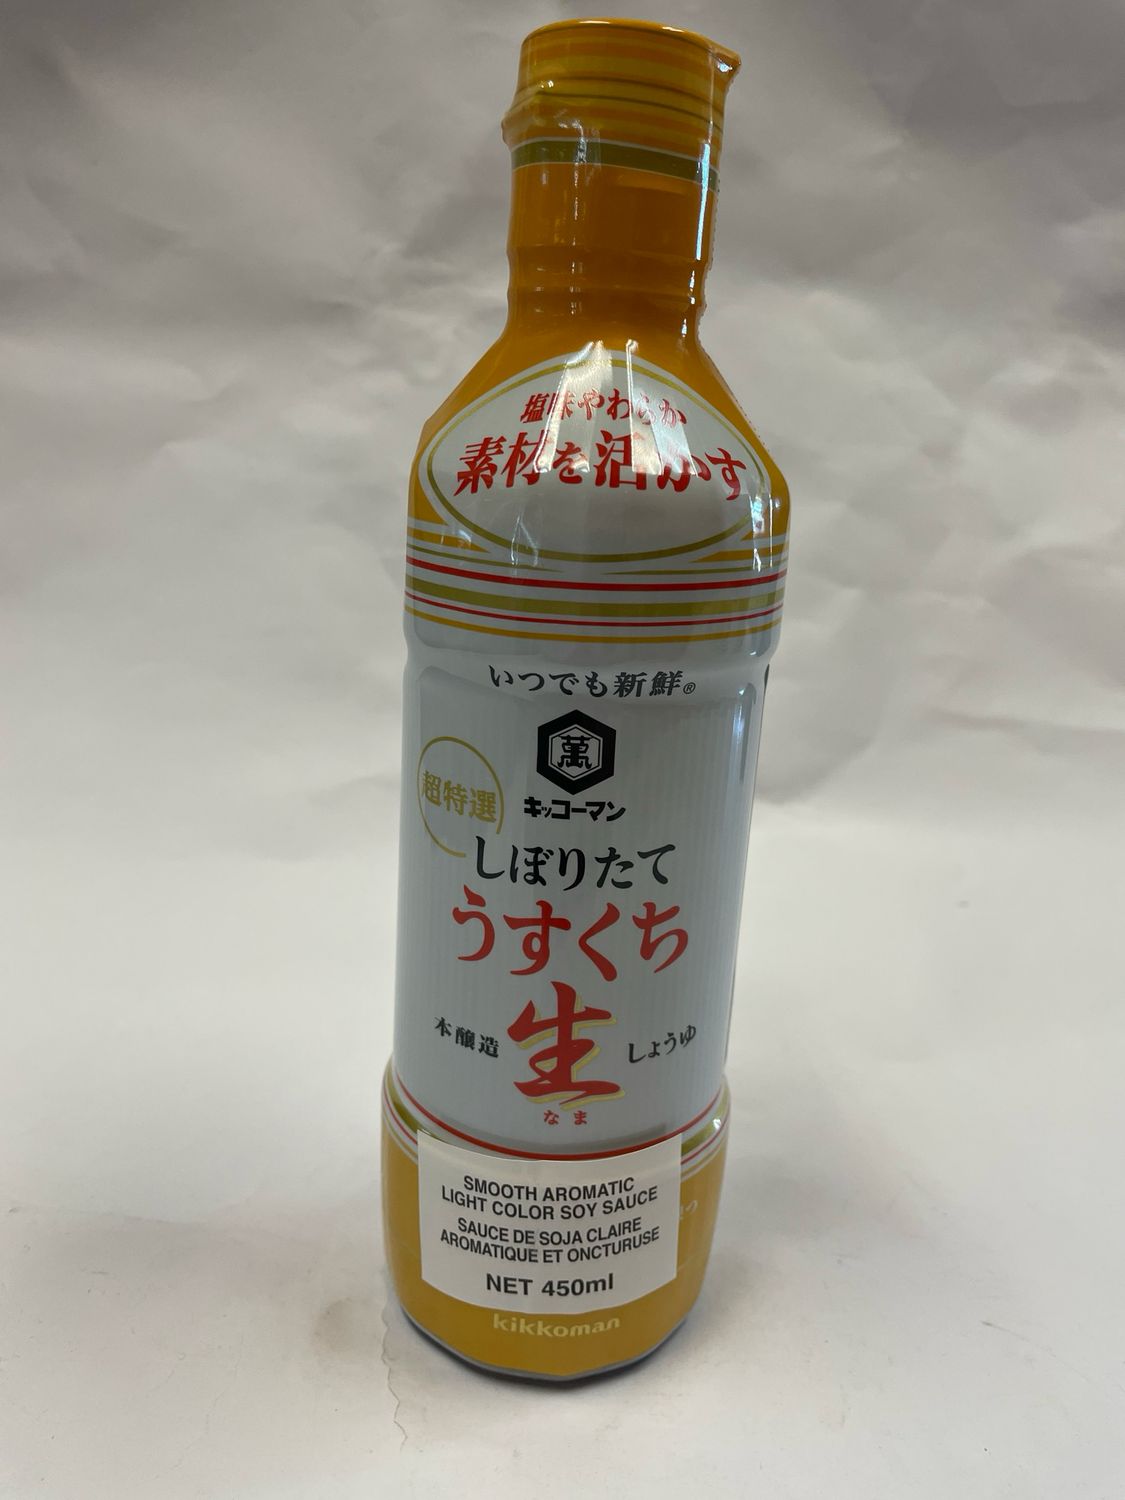 塩味やわらか
素材を活かす
いつでも新鮮®
萬
キッコーマン
超特選
しぼりたて
うすくち
生
なま
本醸造
しょうゆ
SMOOTH AROMATIC
LIGHT COLOR SOY SAUCE
SAUCE DE SOJA CLAIRE
AROMATIQUE ET ONCTURUSE
NET 450ml
kikkoman